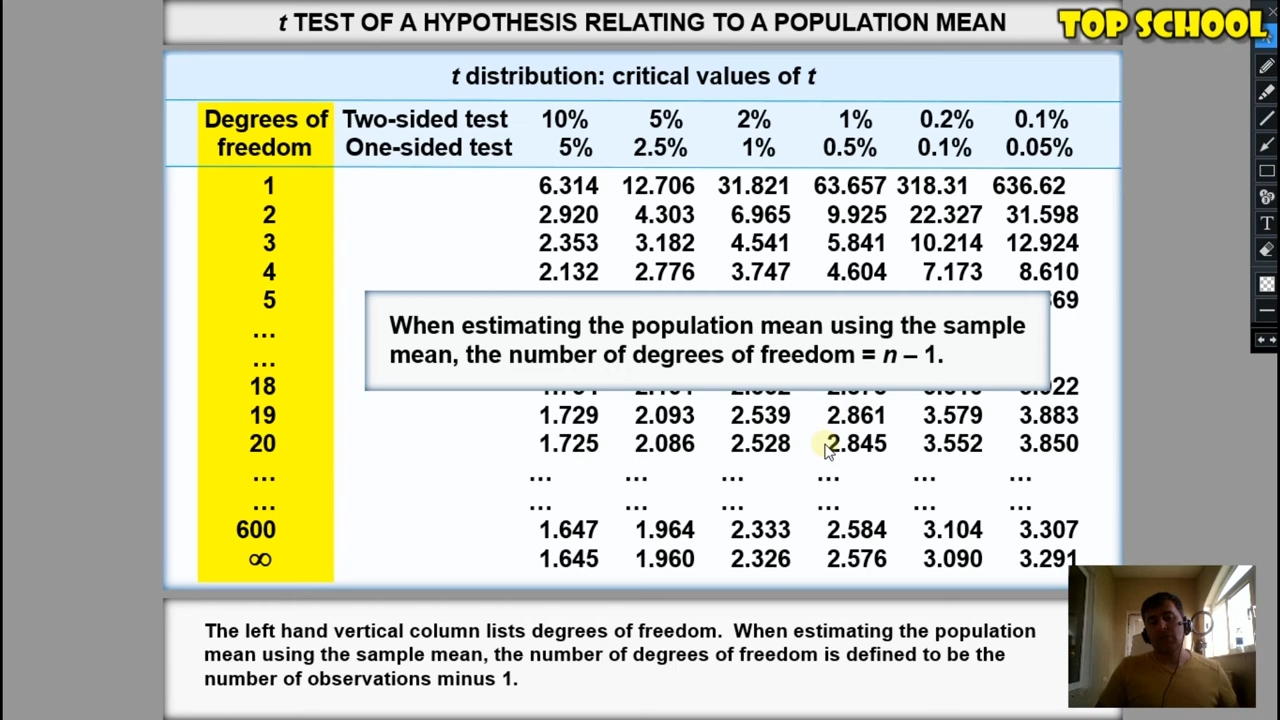 t TEST OF A HYPOTHESIS RELATING TO A POPULATION MEAN
TOP SCHOOL
t distribution: critical values of t
Degrees of freedom Two-sided test 10% 5% 2% 1% 0.2% 0.1%
One-sided test 5% 2.5% 1% 0.5% 0.1% 0.05%
1 6.314 12.706 31.821 63.657 318.31 636.62
2 2.920 4.303 6.965 9.925 22.327 31.598
3 2.353 3.182 4.541 5.841 10.214 12.924
4 2.132 2.776 3.747 4.604 7.173 8.610
5
…
When estimating the population mean using the sample
mean, the number of degrees of freedom = n – 1.
…
18
19 1.729 2.093 2.539 2.861 3.579 3.883
20 1.725 2.086 2.528 2.845 3.552 3.850
… … … … … … …
… … … … … … …
600 1.647 1.964 2.333 2.584 3.104 3.307
∞ 1.645 1.960 2.326 2.576 3.090 3.291
The left hand vertical column lists degrees of freedom. When estimating the population
mean using the sample mean, the number of degrees of freedom is defined to be the
number of observations minus 1.